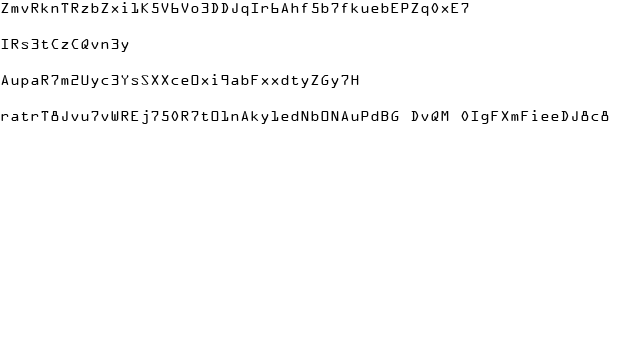 ZmvRknTRzbZxi1K5V6Vo3DDJqIr6Ahf5b7fkuebEPZq0xE7
IRs3tCzCQvn3y
AupaR7m2Uyc3YsSXXceOxi9abFxxdtyZGy7H
ratrT8Jvu7vWREj750R7tO1nAky1edNbONAuPdBG DvQM 0IgFXmFieeDJ8c8